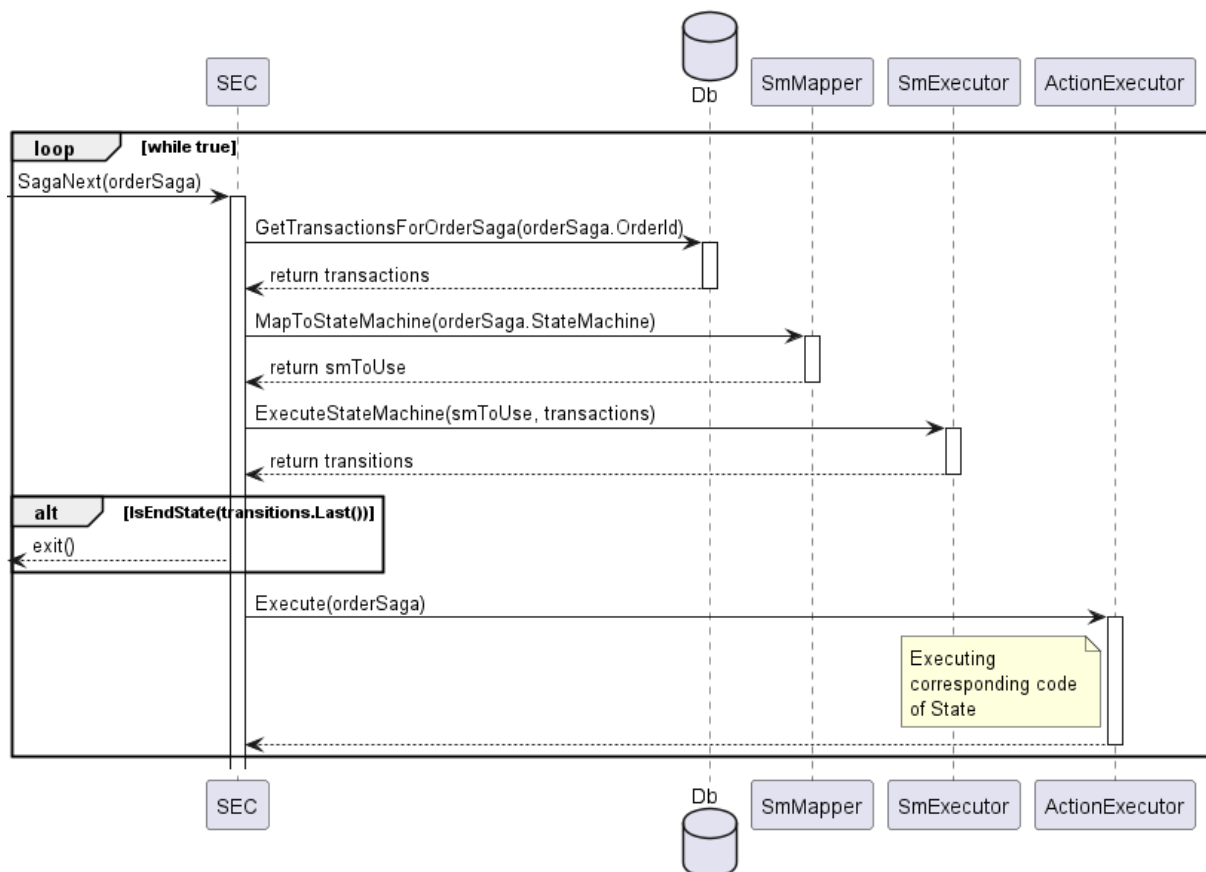 SEC
Db
SmMapper
SmExecutor
ActionExecutor
loop
[while true]
SagaNext(orderSaga)
GetTransactionsForOrderSaga(orderSaga.OrderId)
return transactions
MapToStateMachine(orderSaga.StateMachine)
return smToUse
ExecuteStateMachine(smToUse, transactions)
return transitions
alt
[IsEndState(transitions.Last())]
exit()
Execute(orderSaga)
Executing
corresponding code
of State
SEC
Db
SmMapper
SmExecutor
ActionExecutor